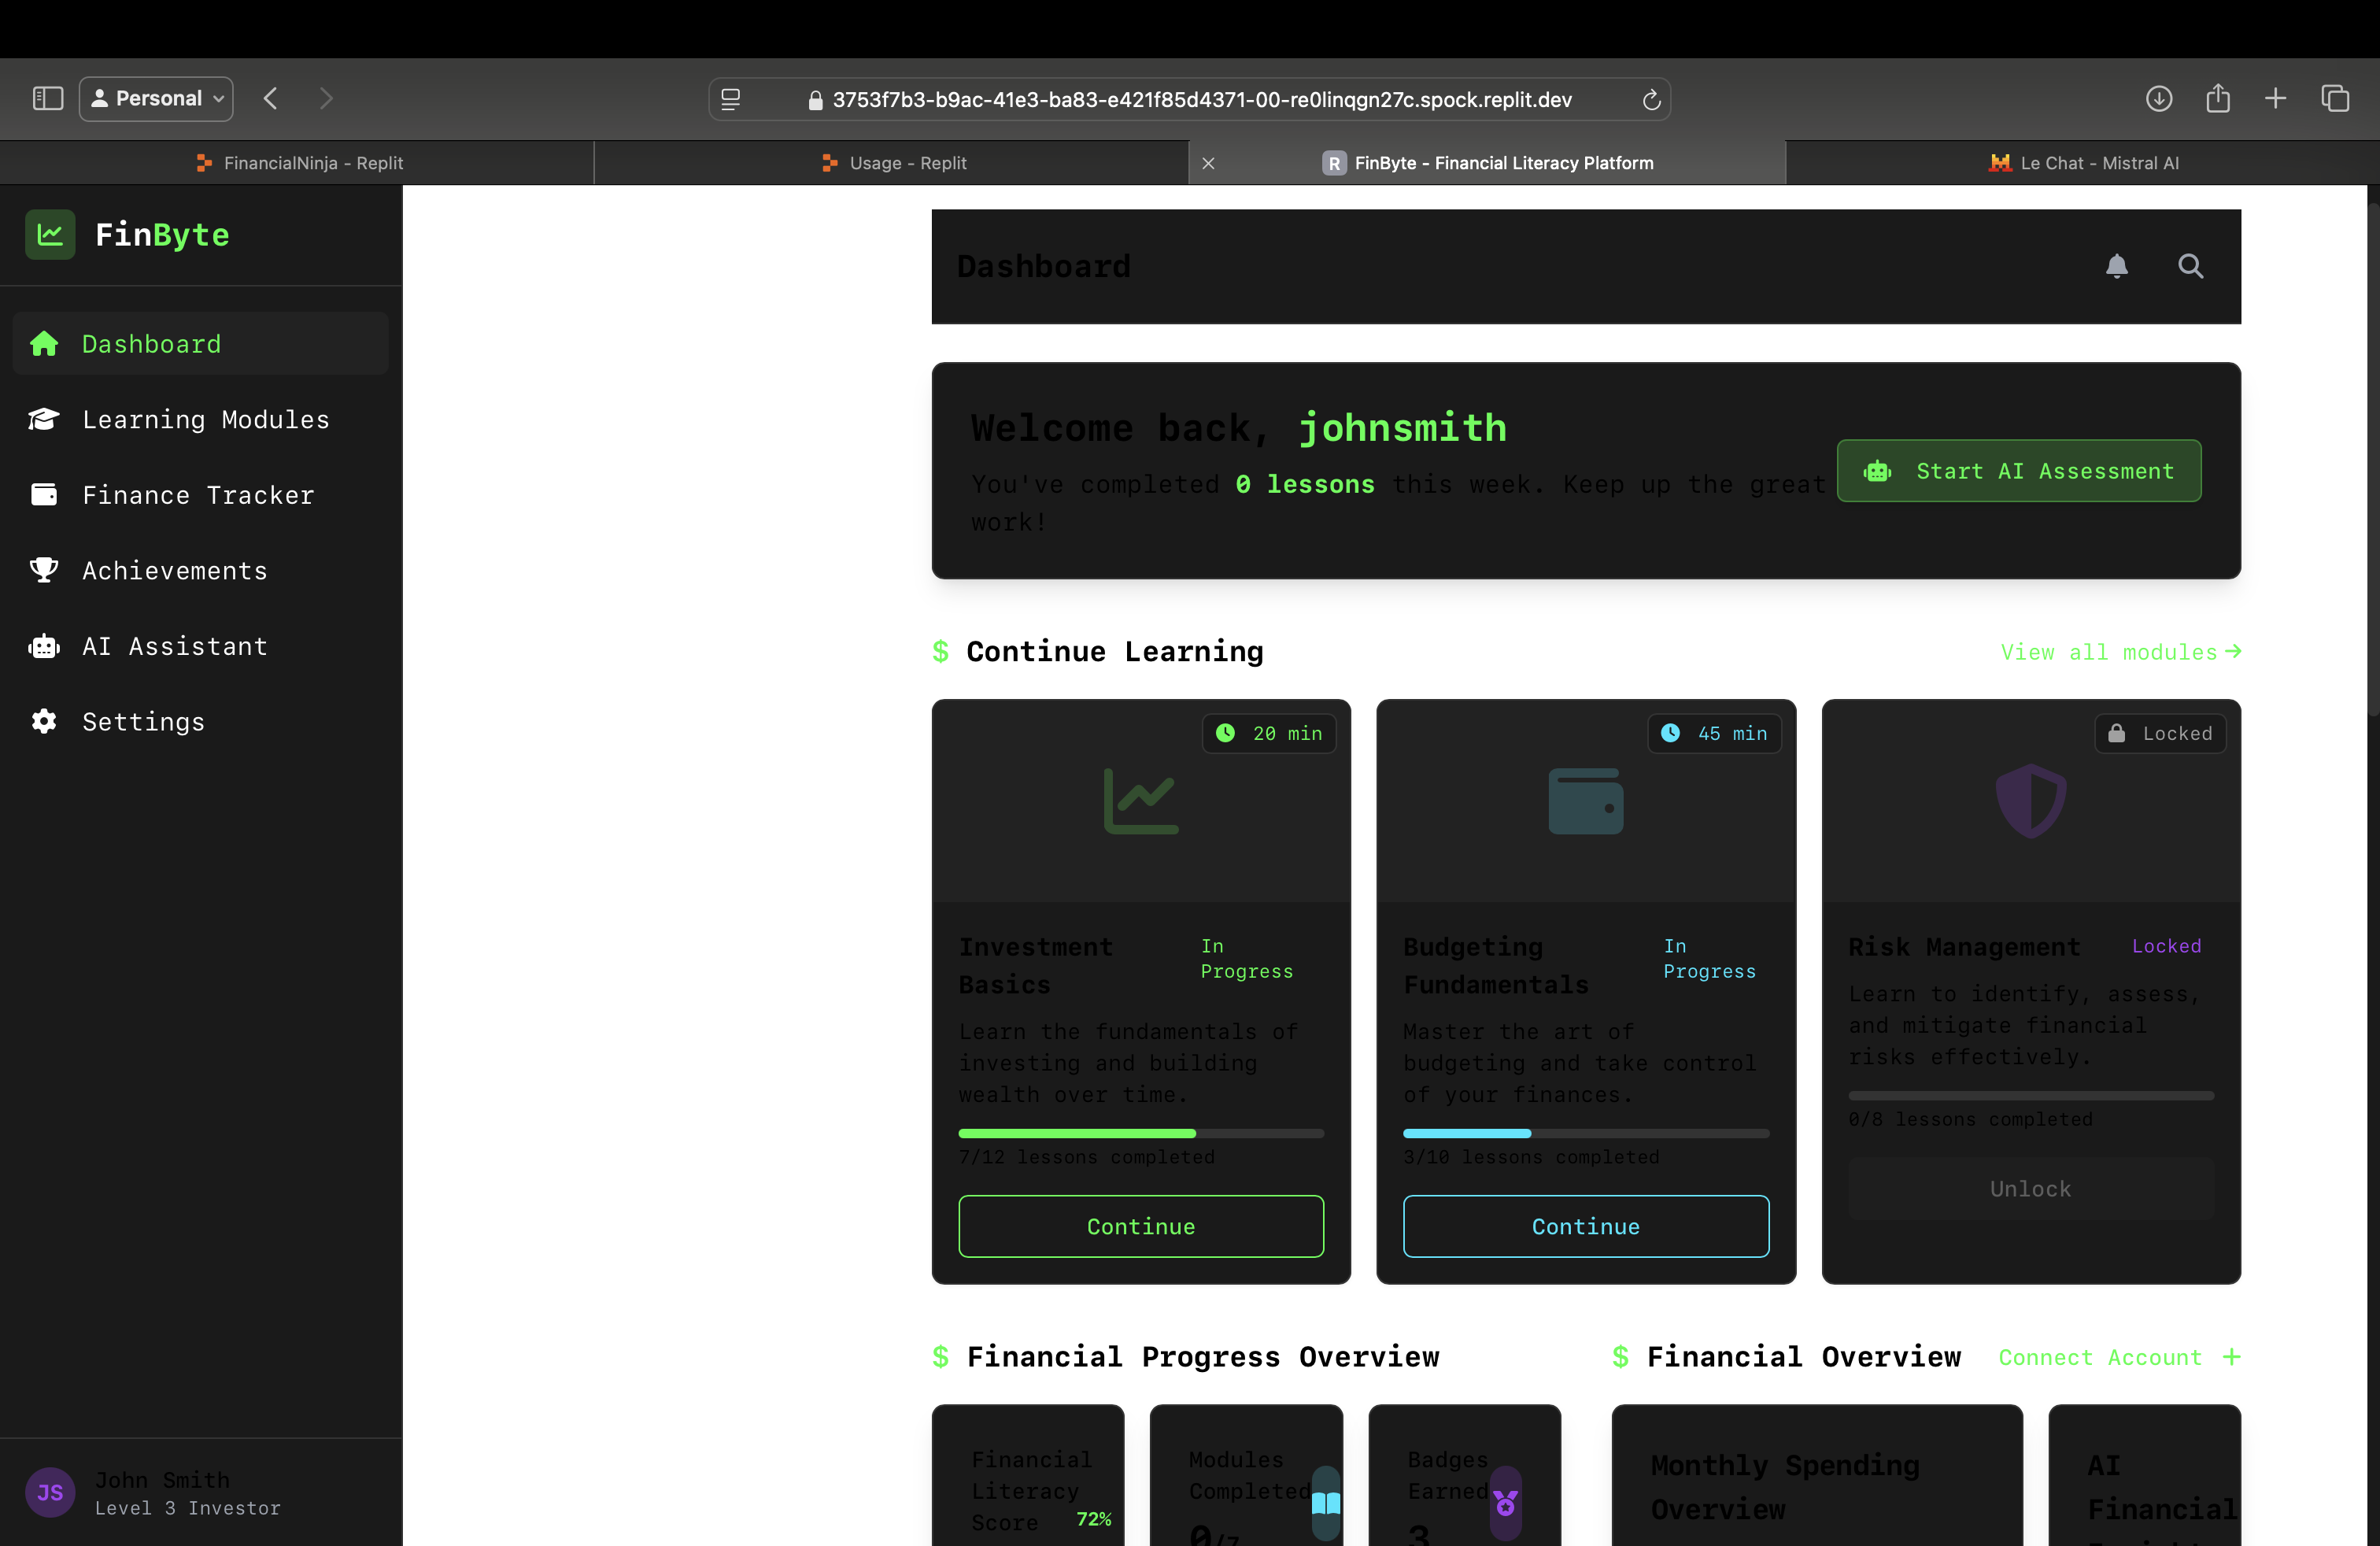 Personal
3753f7b3-b9ac-41e3-ba83-e421f85d4371-00-re0linqgn27c.spock.replit.dev
FinancialNinja - Replit
Usage - Replit
R FinByte - Financial Literacy Platform
Le Chat - Mistral AI
FinByte
Dashboard
Learning Modules
Finance Tracker
Achievements
AI Assistant
Settings
JS
John Smith
Level 3 Investor
Dashboard
Welcome back, johnsmith
You've completed 0 lessons this week. Keep up the great
work!
Start AI Assessment
$ Continue Learning
View all modules
20 min
Investment
Basics
In
Progress
Learn the fundamentals of
investing and building
wealth over time.
7/12 lessons completed
Continue
45 min
Budgeting
Fundamentals
In
Progress
Master the art of
budgeting and take control
of your finances.
3/10 lessons completed
Continue
Locked
Risk Management
Locked
Learn to identify, assess,
and mitigate financial
risks effectively.
0/8 lessons completed
Unlock
$ Financial Progress Overview
Financial
Literacy
Score
72%
Modules
Completed
0/7
Badges
Earned
3
$ Financial Overview
Connect Account +
Monthly Spending
Overview
AI
Financial